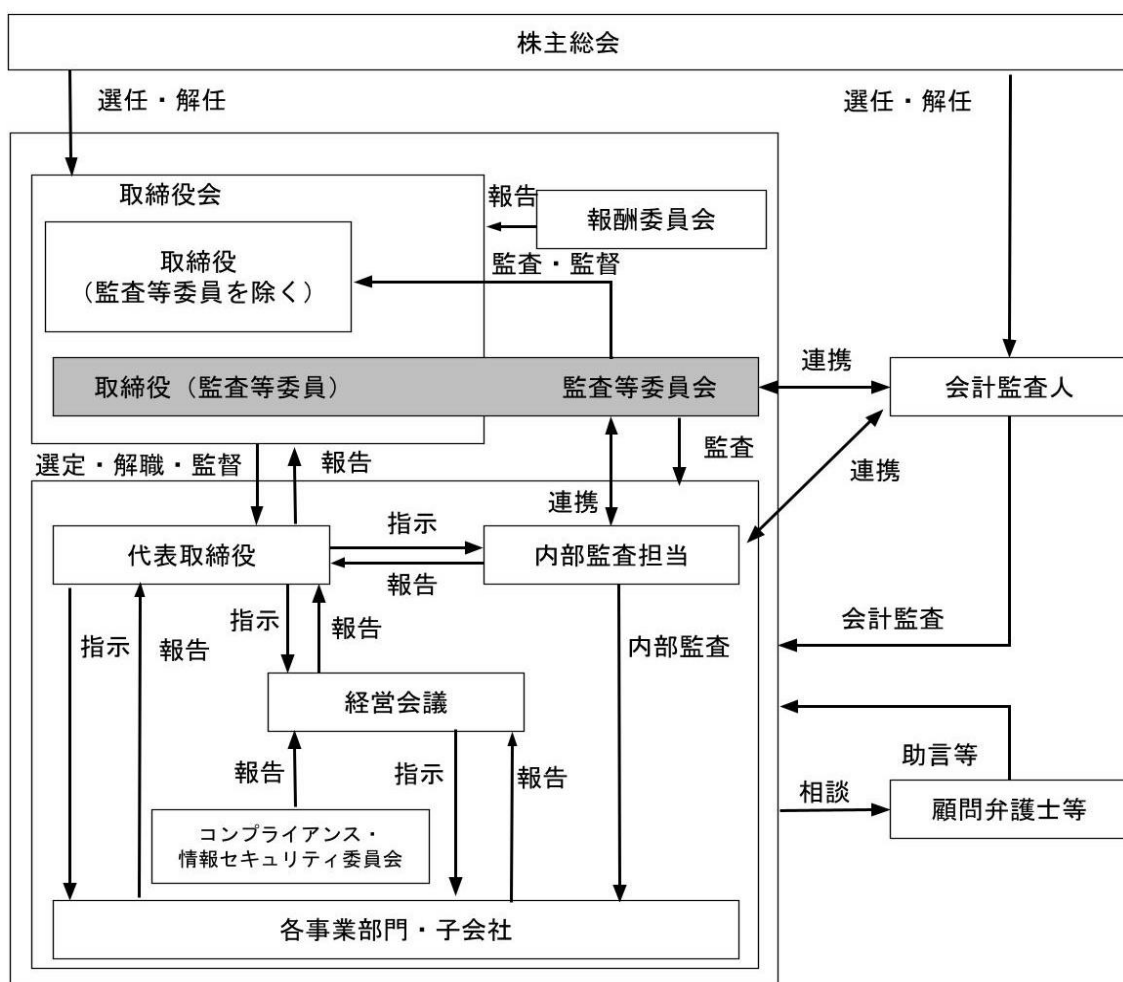 株主総会
選任・解任
選任・解任
取締役会
報告
報酬委員会
取締役
（監査等委員を除く）
監査・監督
取締役（監査等委員）
監査等委員会
連携
会計監査人
選定・解職・監督
報告
監査
連携
連携
代表取締役
指示
報告
内部監査担当
指示
報告
指示
報告
内部監査
会計監査
経営会議
報告
指示
報告
助言等
相談
顧問弁護士等
コンプライアンス・
情報セキュリティ委員会
各事業部門・子会社